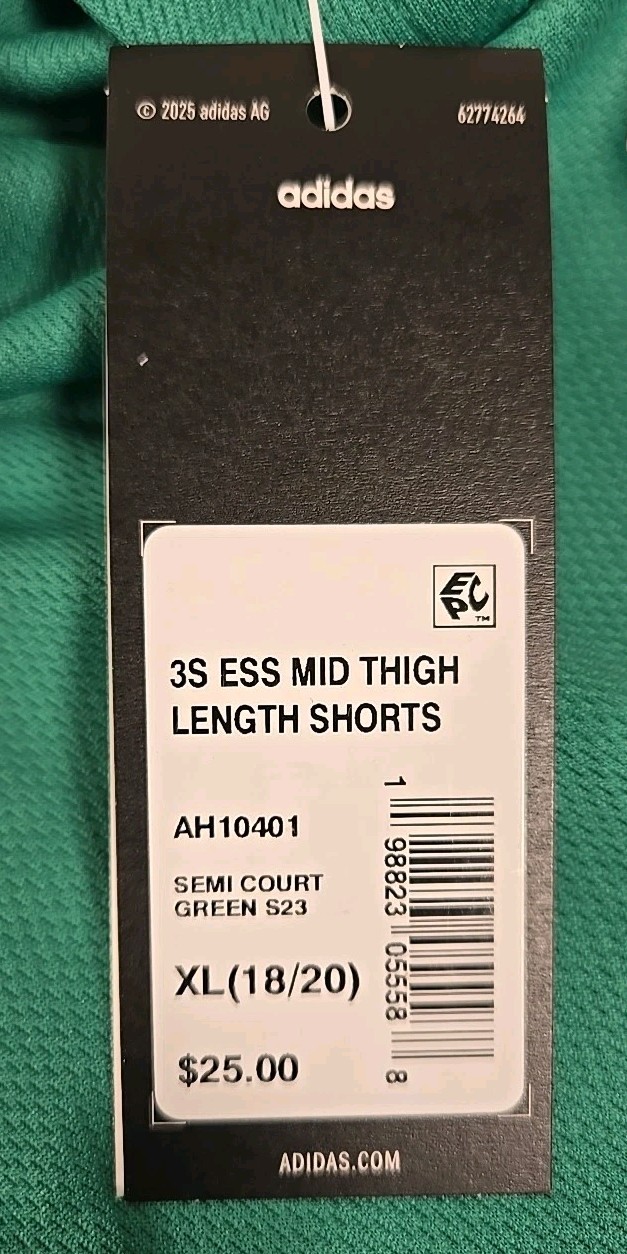 © 2025 adidas AG
62774264
adidas
EPC™
3S ESS MID THIGH
LENGTH SHORTS
AH10401
SEMI COURT
GREEN S23
XL(18/20)
$25.00
1 98823 05558 8
ADIDAS.COM